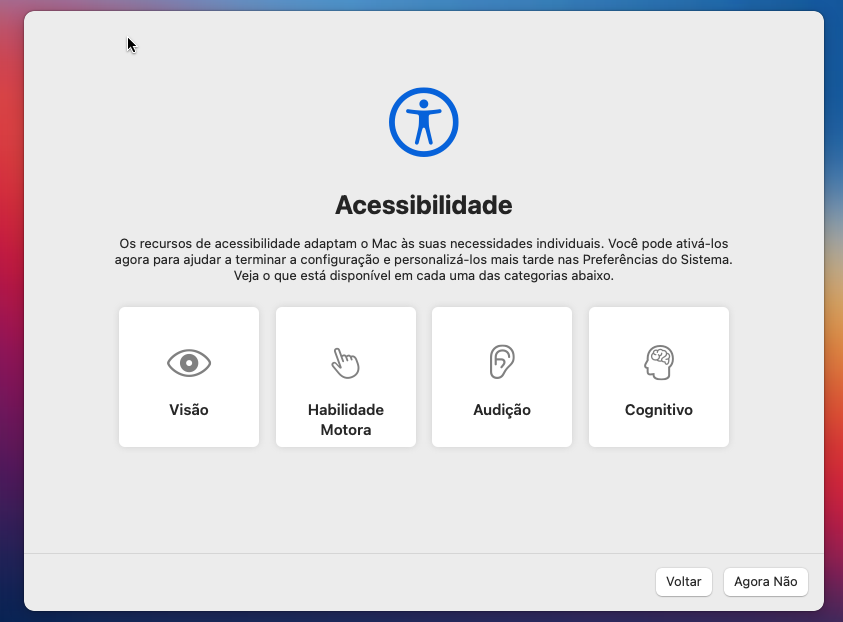 Acessibilidade
Os recursos de acessibilidade adaptam o Mac às suas necessidades individuais. Você pode ativá-los
agora para ajudar a terminar a configuração e personalizá-los mais tarde nas Preferências do Sistema.
Veja o que está disponível em cada uma das categorias abaixo.
Visão
Habilidade
Motora
Audição
Cognitivo
Voltar
Agora Não